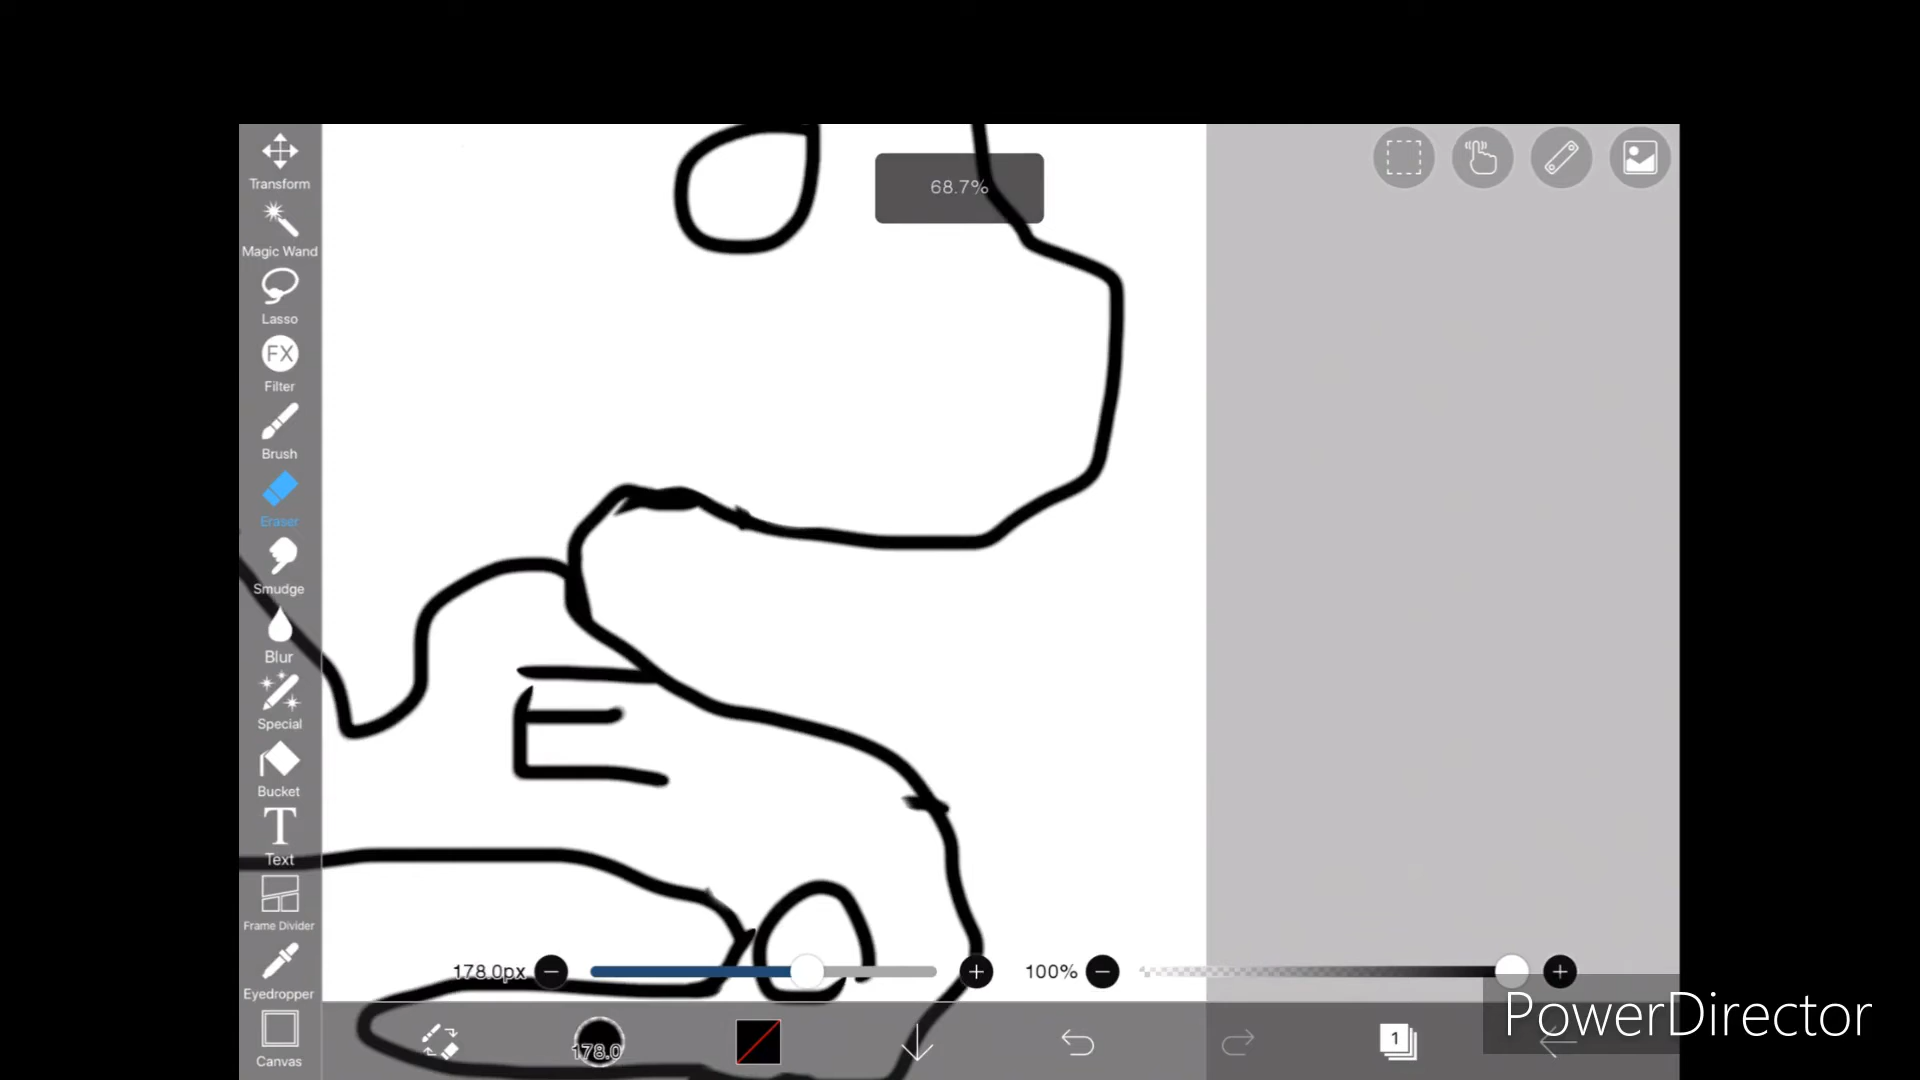 Transform
68.7%
Magic Wand
Lasso
FX
Filter
Brush
Eraser
Smudge
Blur
Special
Bucket
T
Text
Frame Divider
Eyedropper
178.0px
100%
Canvas
178.0
1
PowerDirector